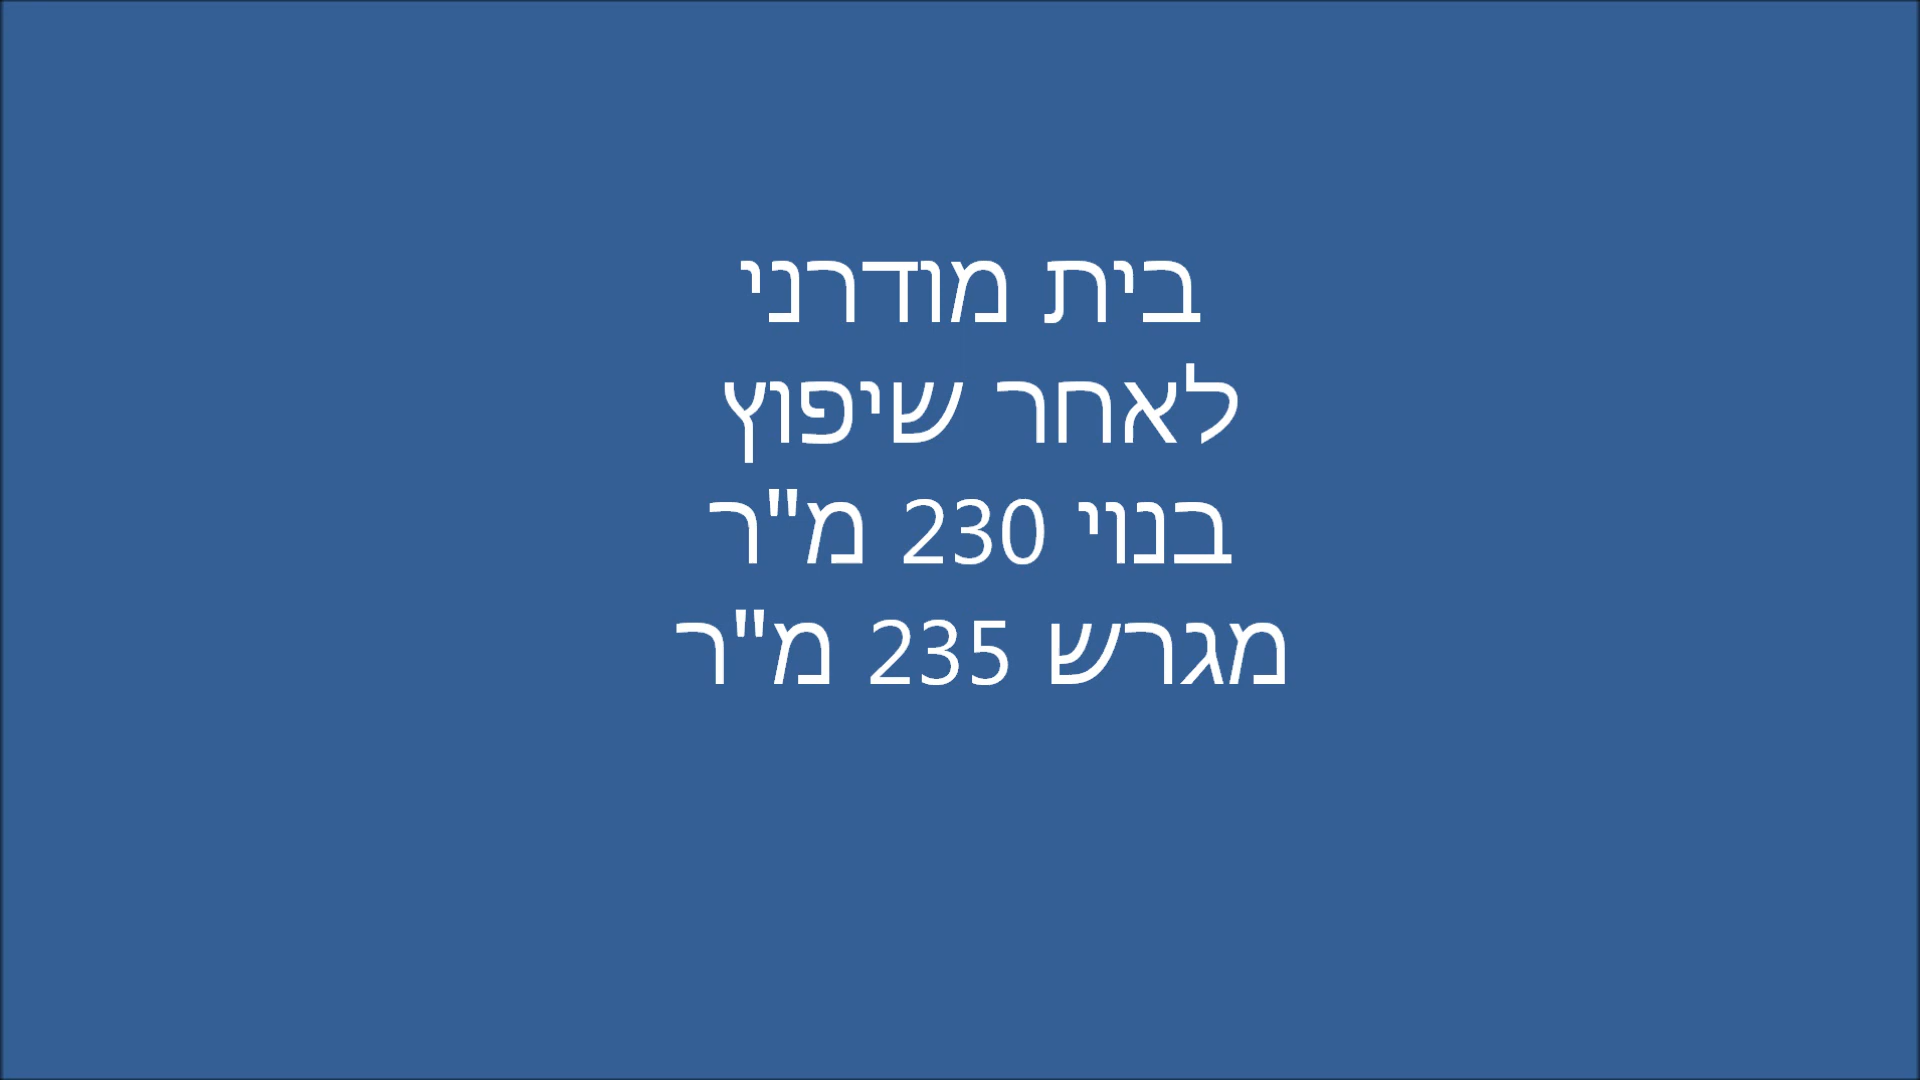 בית מודרני
לאחר שיפוץ
בנוי 230 מ"ר
מגרש 235 מ"ר